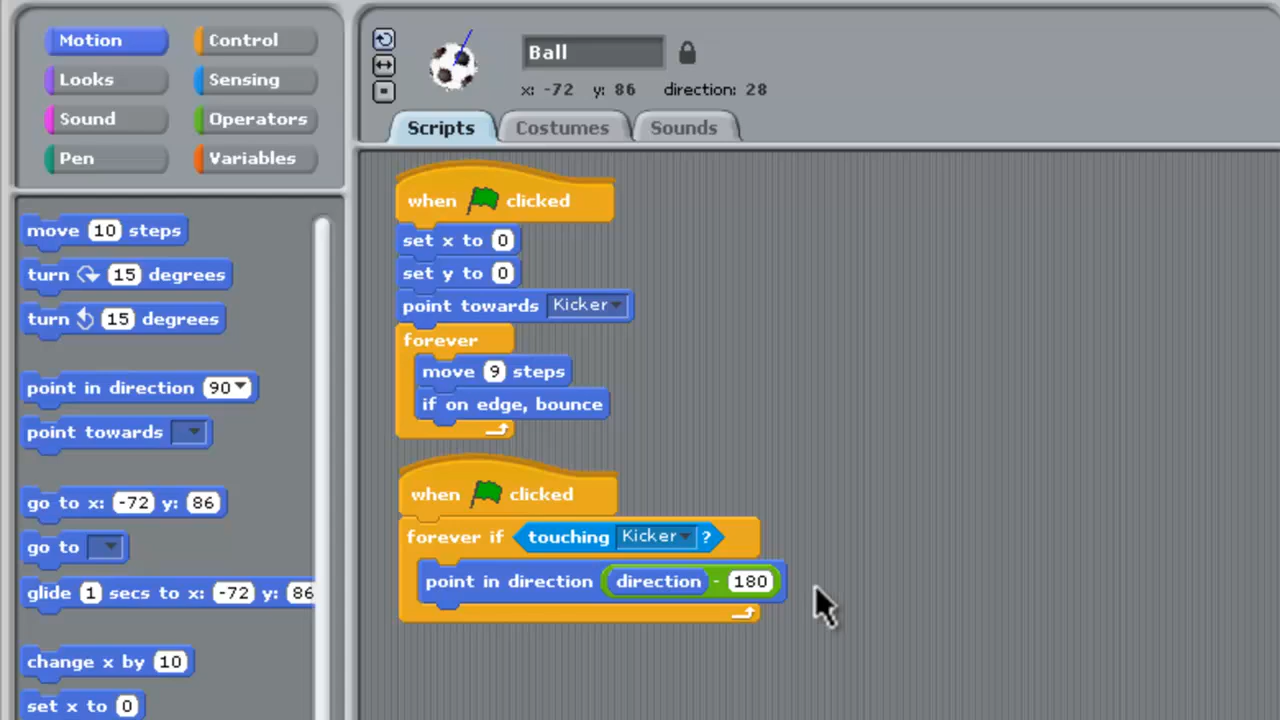 Motion Control
Looks Sensing
Sound Operators
Pen Variables
move 10 steps
turn 15 degrees
turn 15 degrees
point in direction 90
point towards
go to x: -72 y: 86
go to
glide 1 secs to x: -72 y: 86
change x by 10
set x to 0
Ball
x: -72 y: 86 direction: 28
Scripts Costumes Sounds
when clicked
set x to 0
set y to 0
point towards Kicker
forever
move 9 steps
if on edge, bounce
when clicked
forever if touching Kicker ?
point in direction direction - 180